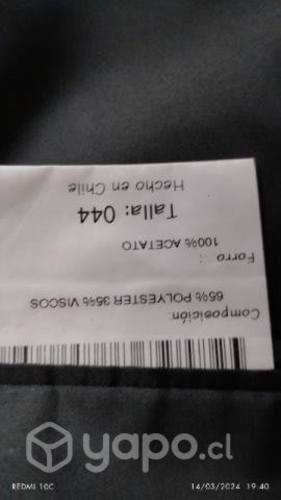 Composición:
65% POLYESTER 35% VISCOS
Forro :
100% ACETATO
Talla: 044
Hecho en Chile
yapo.cl
REDMI 10C
14/03/2024 19:40